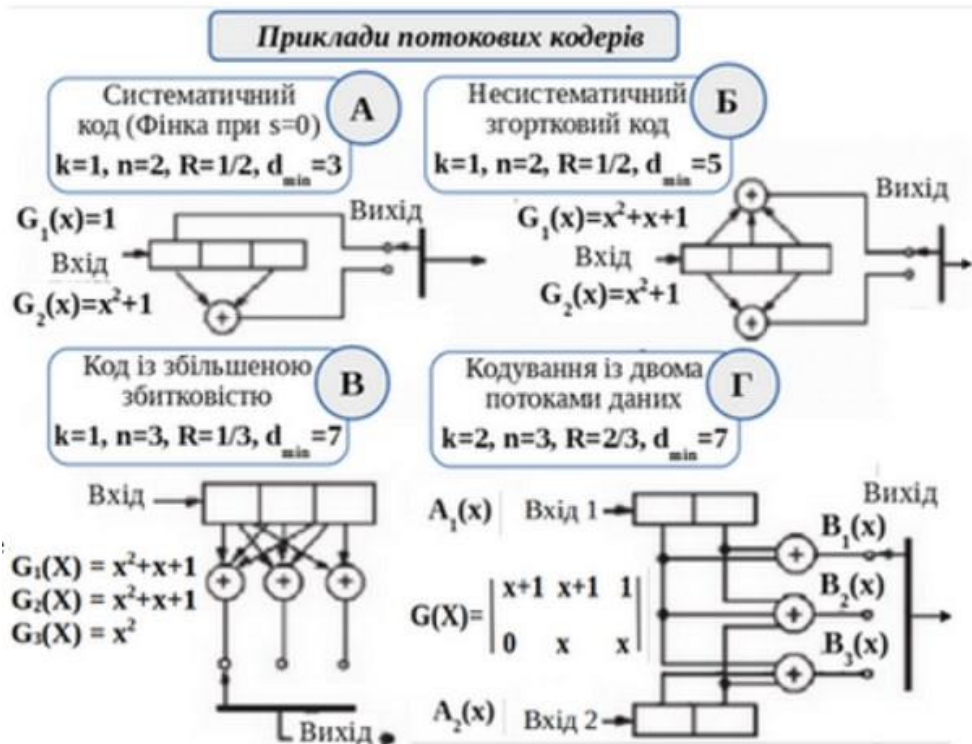 Приклади потокових кодерів
Систематичний
код (Фінка при s=0)
k=1, n=2, R=1/2, d_min=3
А
Несистематичний
згортковий код
k=1, n=2, R=1/2, d_min=5
Б
G₁(x)=1
Вхід
G₂(x)=x²+1
Вихід
+
G₁(x)=x²+x+1
Вхід
G₂(x)=x²+1
Вихід
+
+
Код із збільшеною
збитковістю
k=1, n=3, R=1/3, d_min=7
В
Кодування із двома
потоками даних
k=2, n=3, R=2/3, d_min=7
Г
Вхід
G₁(X) = x²+x+1
G₂(X) = x²+x+1
G₃(X) = x²
+ + +
Вихід
A₁(x) Вхід 1
Вихід
B₁(x)
+
G(X)= | x+1 x+1 1 |
| 0 x x |
B₂(x)
+
B₃(x)
+
A₂(x) Вхід 2